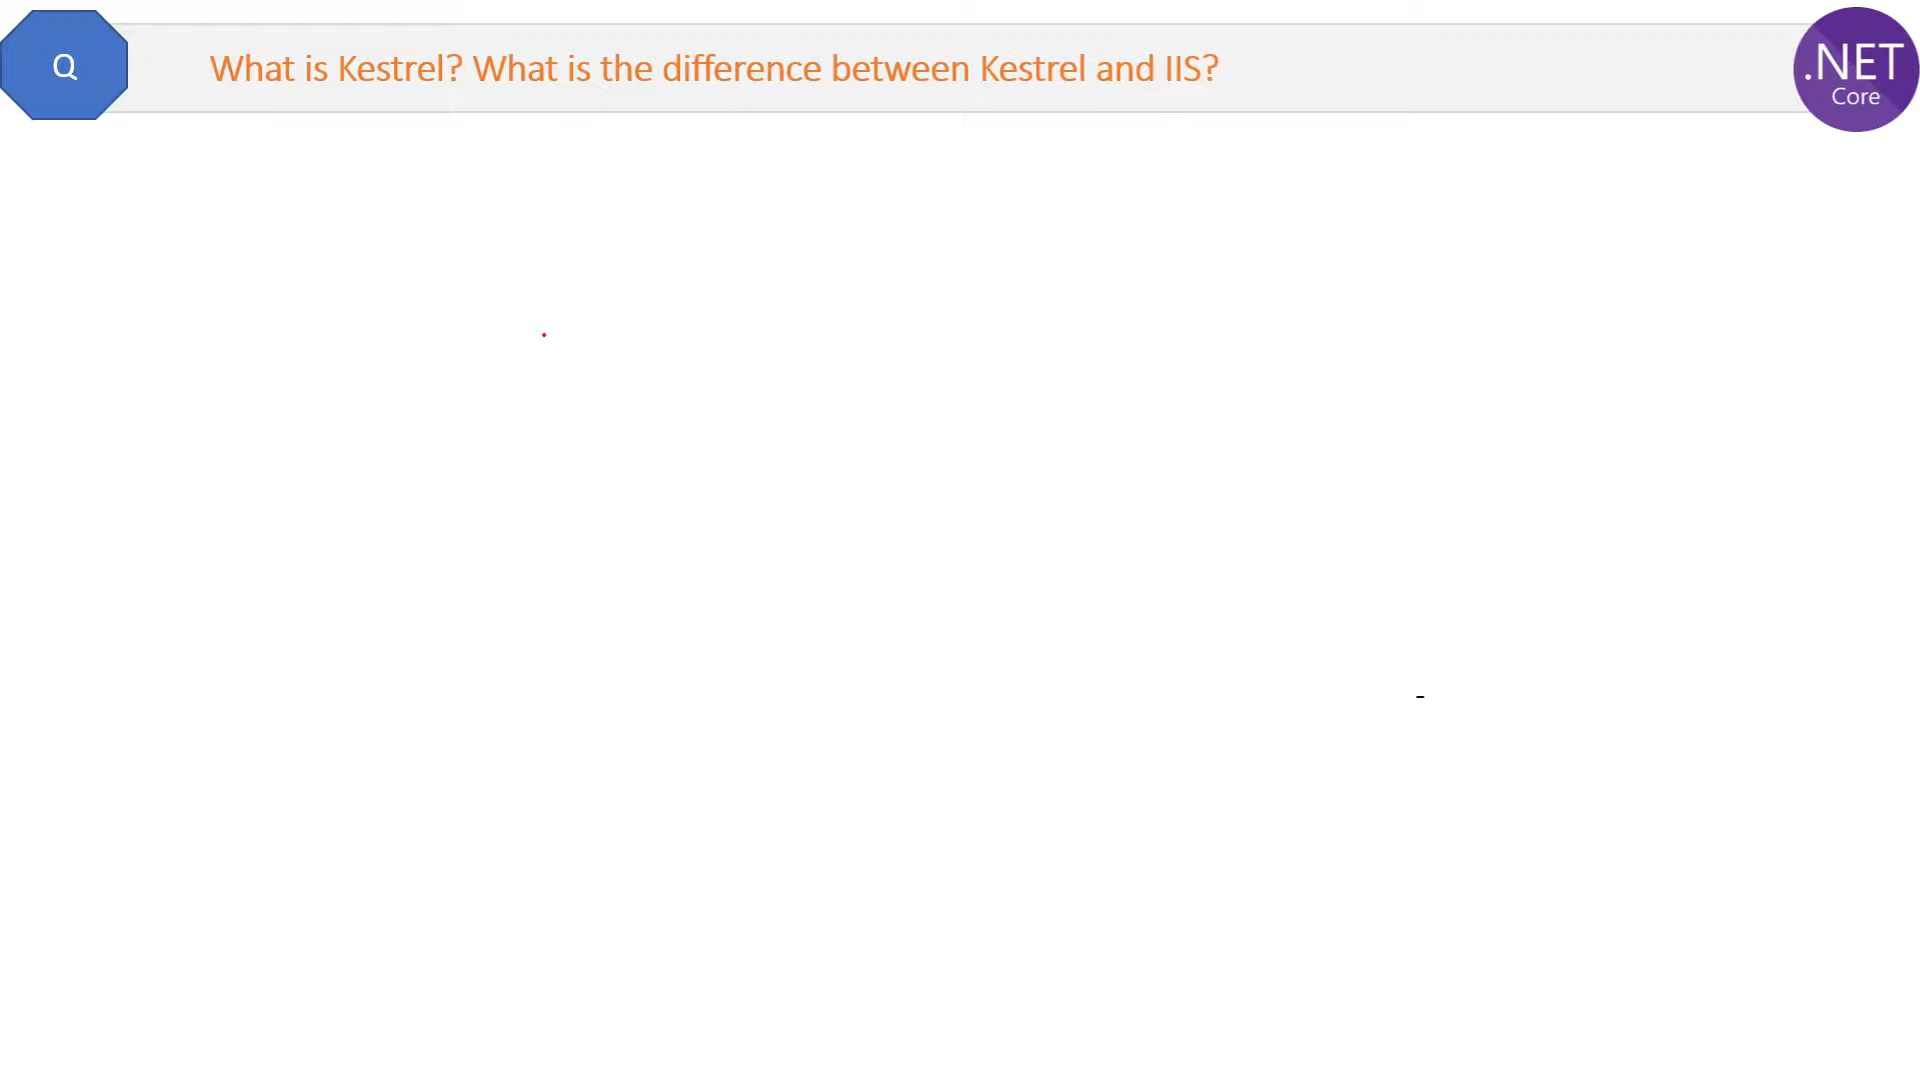 Q
What is Kestrel? What is the difference between Kestrel and IIS?
.NET
Core
-